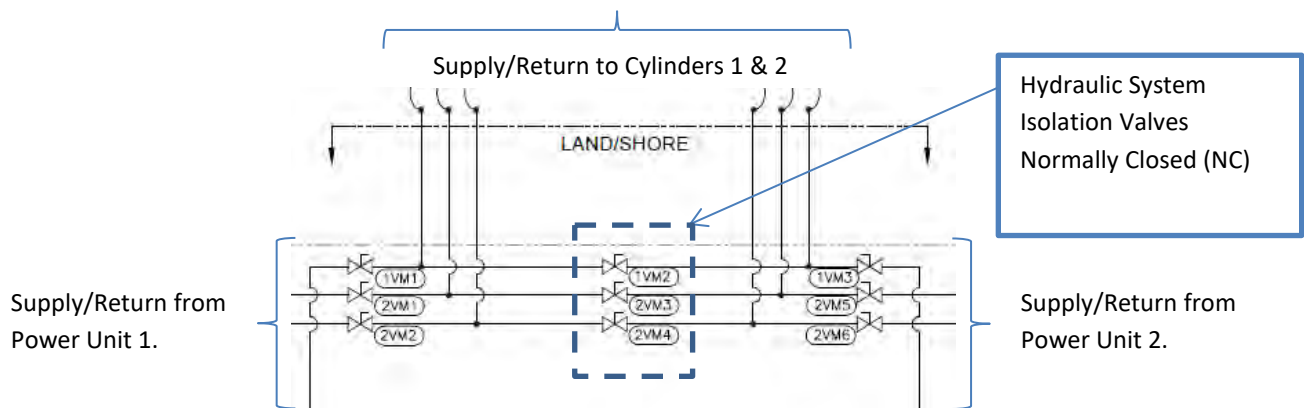 Supply/Return to Cylinders 1 & 2
Hydraulic System
Isolation Valves
Normally Closed (NC)
LAND/SHORE
Supply/Return from
Power Unit 1.
1VM1
1VM2
1VM3
2VM1
2VM3
2VM5
2VM2
2VM4
2VM6
Supply/Return from
Power Unit 2.